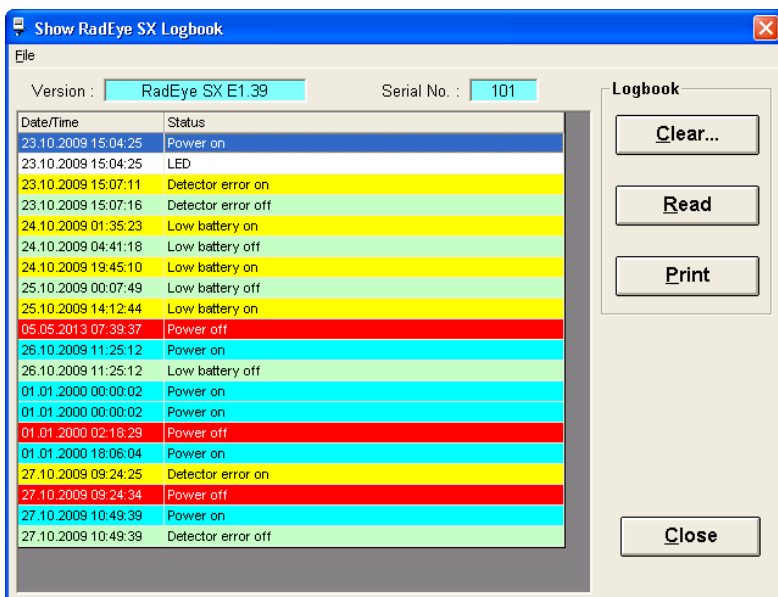 Show RadEye SX Logbook
File
Version : RadEye SX E1.39 Serial No. : 101
Logbook
Date/Time Status
23.10.2009 15:04:25 Power on
23.10.2009 15:04:25 LED
23.10.2009 15:07:11 Detector error on
23.10.2009 15:07:16 Detector error off
24.10.2009 01:35:23 Low battery on
24.10.2009 04:41:18 Low battery off
24.10.2009 19:45:10 Low battery on
25.10.2009 00:07:49 Low battery off
25.10.2009 14:12:44 Low battery on
05.05.2013 07:39:37 Power off
26.10.2009 11:25:12 Power on
26.10.2009 11:25:12 Low battery off
01.01.2000 00:00:02 Power on
01.01.2000 00:00:02 Power on
01.01.2000 02:18:29 Power off
01.01.2000 18:06:04 Power on
27.10.2009 09:24:25 Detector error on
27.10.2009 09:24:34 Power off
27.10.2009 10:49:39 Power on
27.10.2009 10:49:39 Detector error off
Clear...
Read
Print
Close